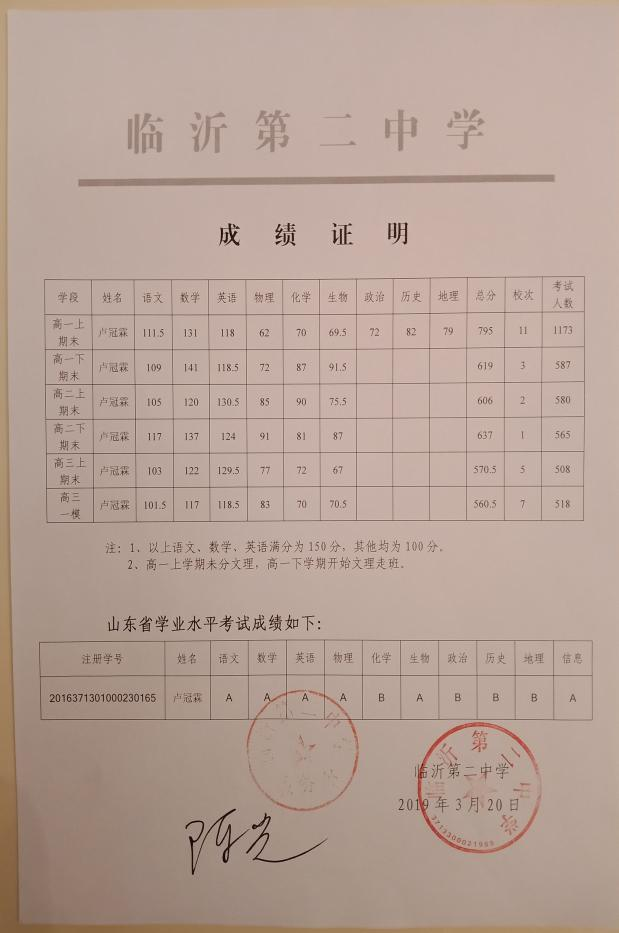 临沂第二中学
成绩证明
学段 姓名 语文 数学 英语 物理 化学 生物 政治 历史 地理 总分 校次 考试人数
高一上期末 卢冠霖 111.5 131 118 62 70 69.5 72 82 79 795 11 1173
高一下期末 卢冠霖 109 141 118.5 72 87 91.5 619 3 587
高二上期末 卢冠霖 105 120 130.5 85 90 75.5 606 2 580
高二下期末 卢冠霖 117 137 124 91 81 87 637 1 565
高三上期末 卢冠霖 103 122 129.5 77 72 67 570.5 5 508
高三一模 卢冠霖 101.5 117 118.5 83 70 70.5 560.5 7 518
注：1、以上语文、数学、英语满分为150分，其他均为100分。
2、高一上学期未分文理，高一下学期开始文理走班。
山东省学业水平考试成绩如下：
注册学号 姓名 语文 数学 英语 物理 化学 生物 政治 历史 地理 信息
2016371301000230165 卢冠霖 A A A A B A B B B A
临沂第二中学
2019年3月20日
临沂第二中学